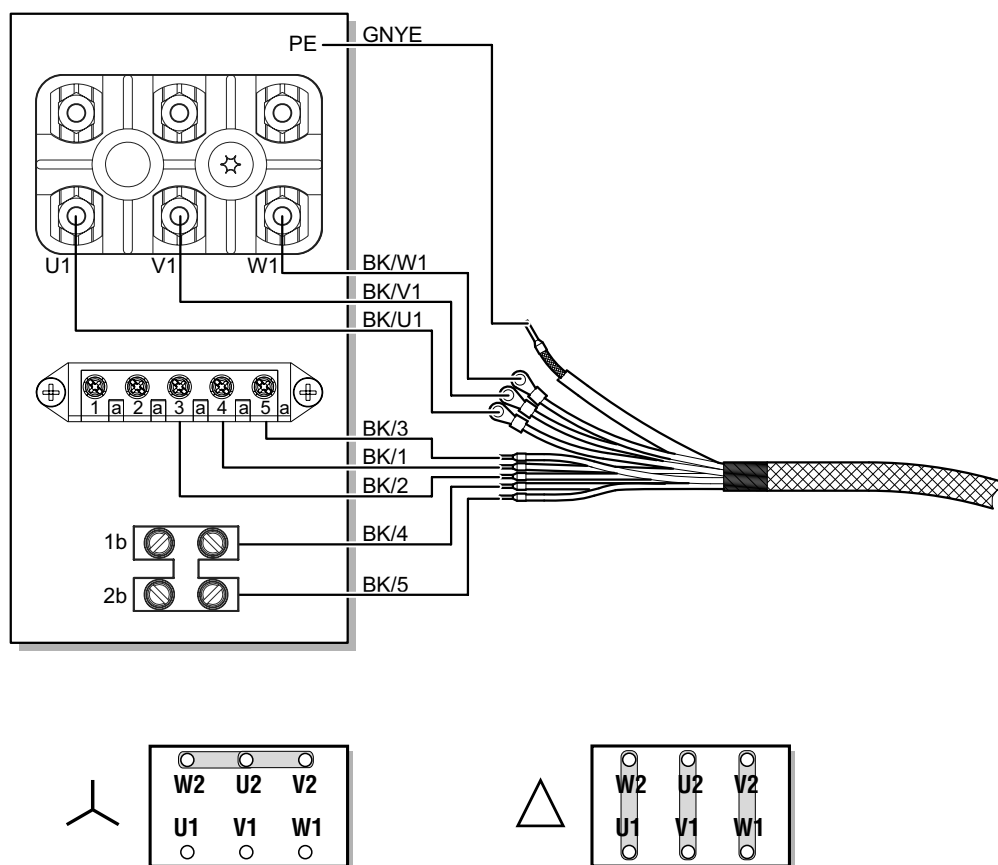 PE GNYE
U1 V1 W1
BK/W1
BK/V1
BK/U1
1 a 2 a 3 a 4 a 5 a
BK/3
BK/1
BK/2
1b BK/4
2b BK/5
W2 U2 V2
U1 V1 W1
W2 U2 V2
U1 V1 W1